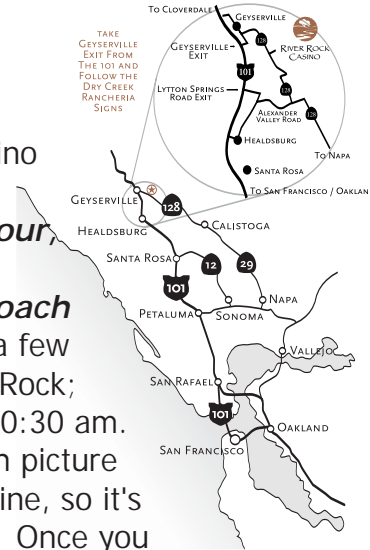 To Cloverdale
Geyserville
TAKE
GEYSERVILLE
EXIT FROM
THE 101 AND
FOLLOW THE
DRY CREEK
RANCHERIA
SIGNS
Geyserville
Exit
128
River Rock
Casino
101
128
Lytton Springs
Road Exit
Alexander
Valley Road
128
Healdsburg
To Napa
Santa Rosa
To San Francisco / Oaklan
ino
our,
oach
a few
Rock;
0:30 am.
n picture
ine, so it's
Once you
Geyserville
128
Healdsburg
Calistoga
Santa Rosa
12
29
101
Napa
Petaluma
Sonoma
Vallejo
San Rafael
101
Oakland
San Francisco